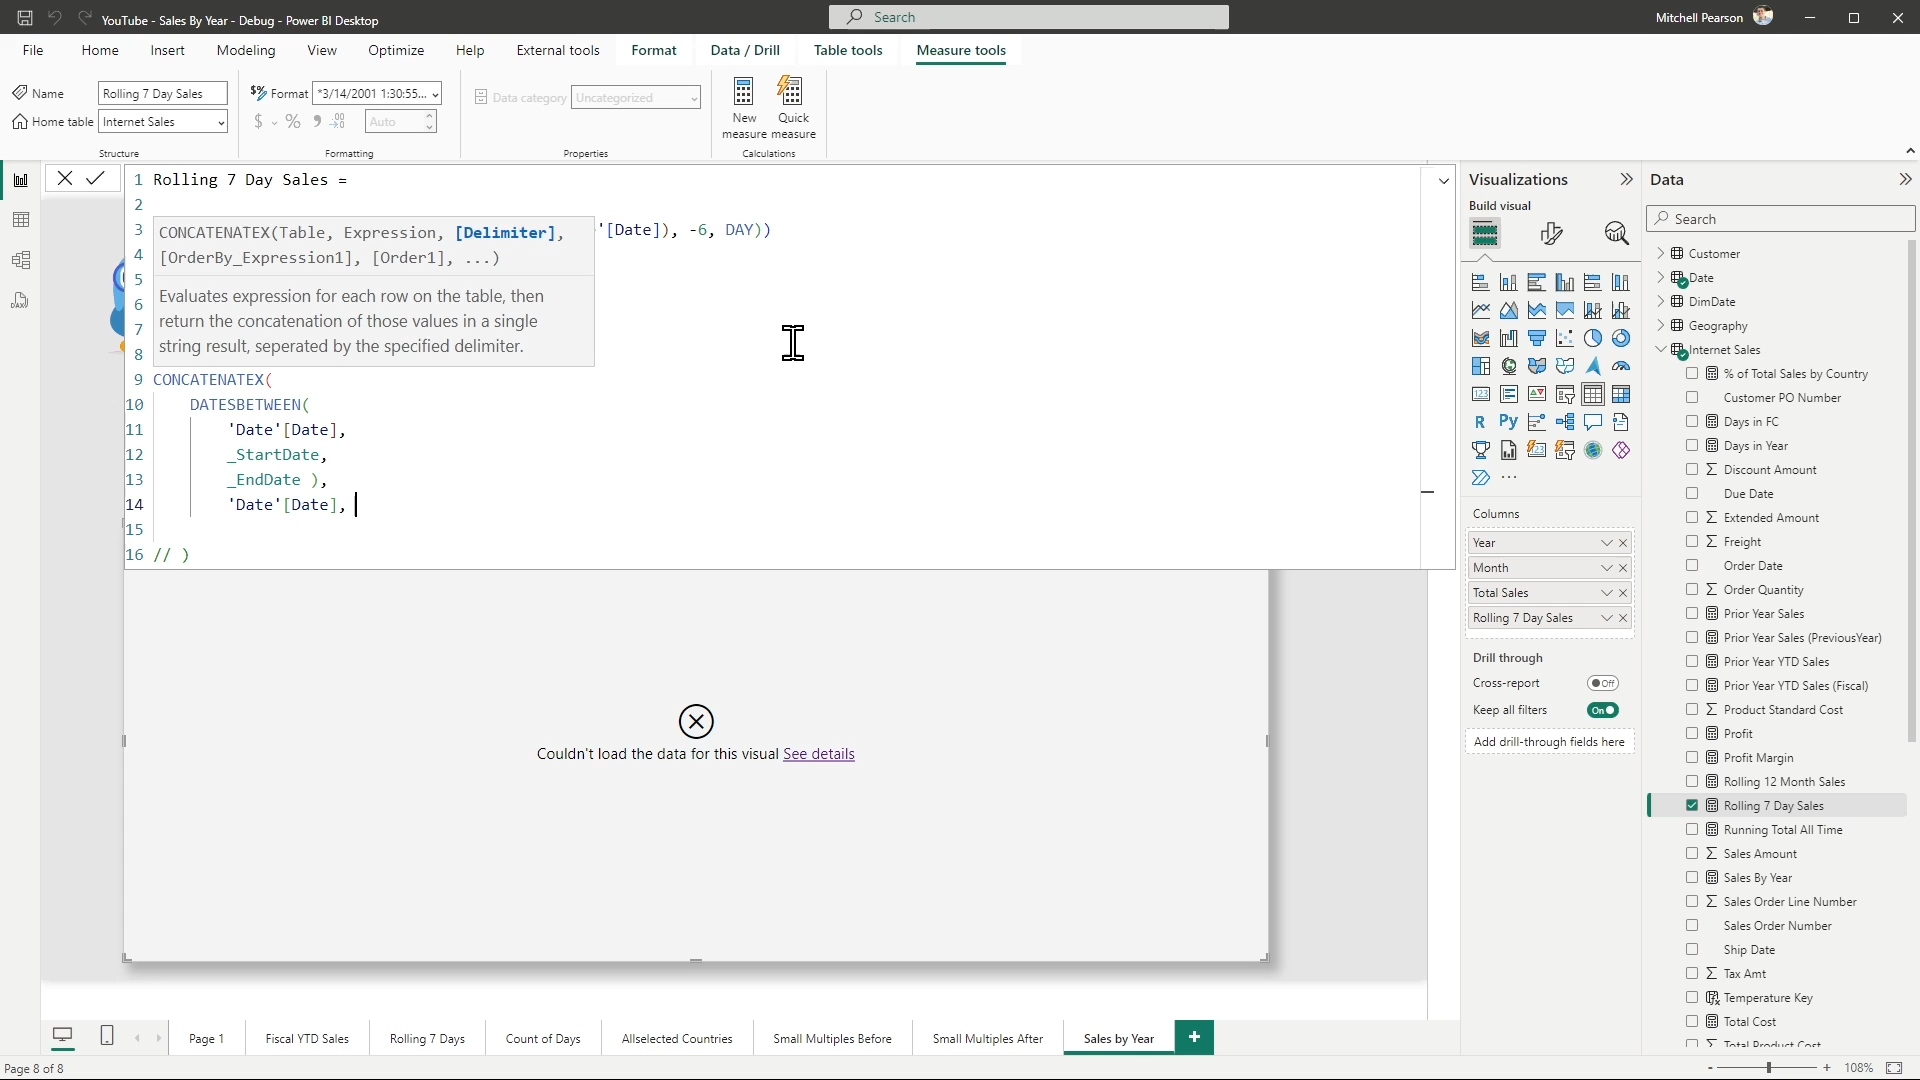 YouTube - Sales By Year - Debug - Power BI Desktop
Search
Mitchell Pearson
File Home Insert Modeling View Optimize Help External tools Format Data / Drill Table tools Measure tools
Name Rolling 7 Day Sales
Home table Internet Sales
Structure
Format *3/14/2001 1:30:55...
$ % Auto
Formatting
Data category Uncategorized
Properties
New measure
Quick measure
Calculations
1 Rolling 7 Day Sales =
2
3 '[Date]), -6, DAY))
4
5
6
7
8
CONCATENATEX(Table, Expression, [Delimiter],
[OrderBy_Expression1], [Order1], ...)
Evaluates expression for each row on the table, then
return the concatenation of those values in a single
string result, seperated by the specified delimiter.
9 CONCATENATEX(
10 DATESBETWEEN(
11 'Date'[Date],
12 _StartDate,
13 _EndDate ),
14 'Date'[Date],
15
16 // )
Couldn't load the data for this visual See details
Visualizations
Build visual
123
R Py
...
Columns
Year
Month
Total Sales
Rolling 7 Day Sales
Drill through
Cross-report Off
Keep all filters On
Add drill-through fields here
Data
Search
Customer
Date
DimDate
Geography
Internet Sales
% of Total Sales by Country
Customer PO Number
Days in FC
Days in Year
Discount Amount
Due Date
Extended Amount
Freight
Order Date
Order Quantity
Prior Year Sales
Prior Year Sales (PreviousYear)
Prior Year YTD Sales
Prior Year YTD Sales (Fiscal)
Product Standard Cost
Profit
Profit Margin
Rolling 12 Month Sales
Rolling 7 Day Sales
Running Total All Time
Sales Amount
Sales By Year
Sales Order Line Number
Sales Order Number
Ship Date
Tax Amt
Temperature Key
Total Cost
Total Product Cost
Page 1 Fiscal YTD Sales Rolling 7 Days Count of Days Allselected Countries Small Multiples Before Small Multiples After Sales by Year +
Page 8 of 8
- + 108%